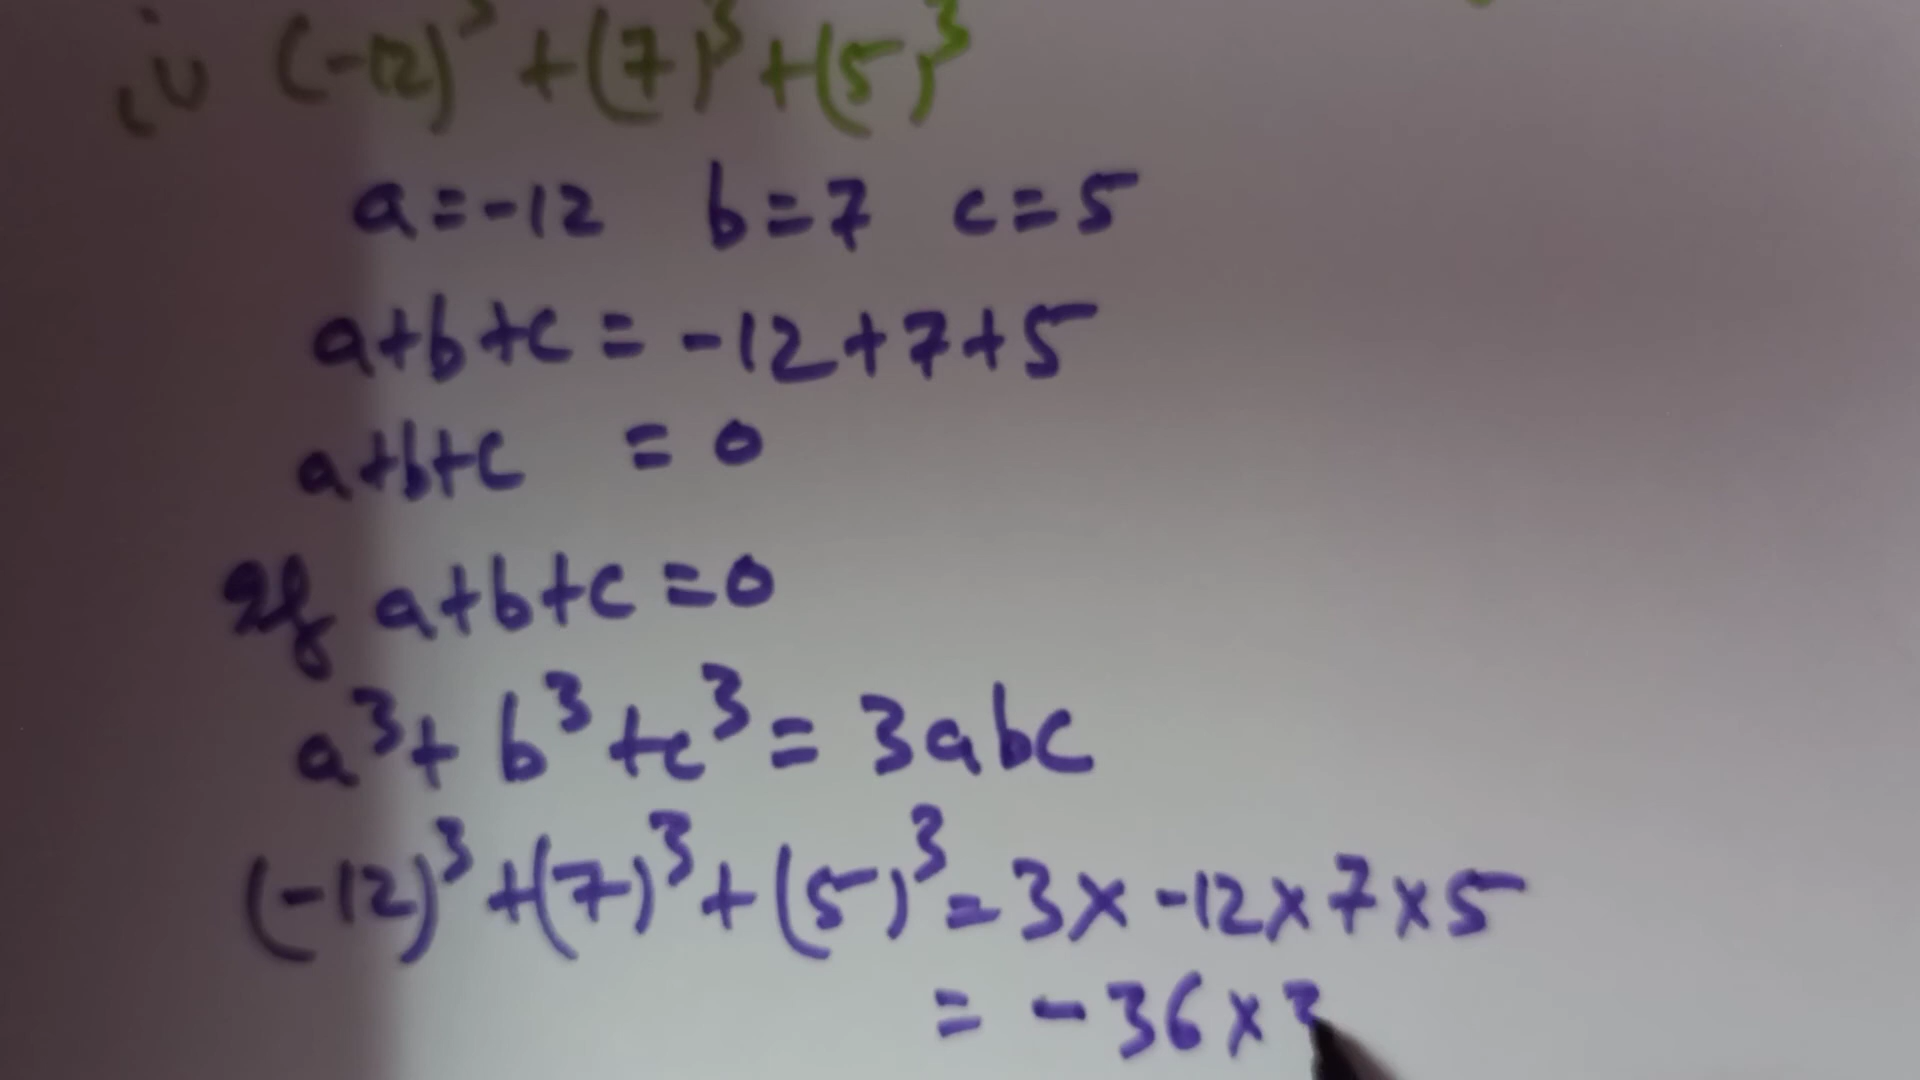 i) (-12)³ + (7)³ + (5)³
a = -12 b = 7 c = 5
a+b+c = -12+7+5
a+b+c = 0
If a+b+c = 0
a³ + b³ + c³ = 3abc
(-12)³ + (7)³ + (5)³ = 3 x -12 x 7 x 5
= -36 x 3